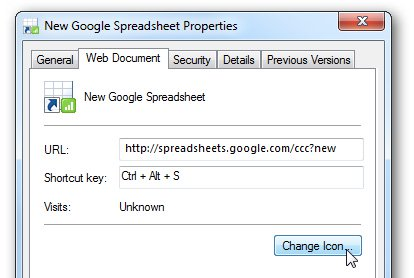 New Google Spreadsheet Properties
General Web Document Security Details Previous Versions
New Google Spreadsheet
URL: http://spreadsheets.google.com/ccc?new
Shortcut key: Ctrl + Alt + S
Visits: Unknown
Change Icon...